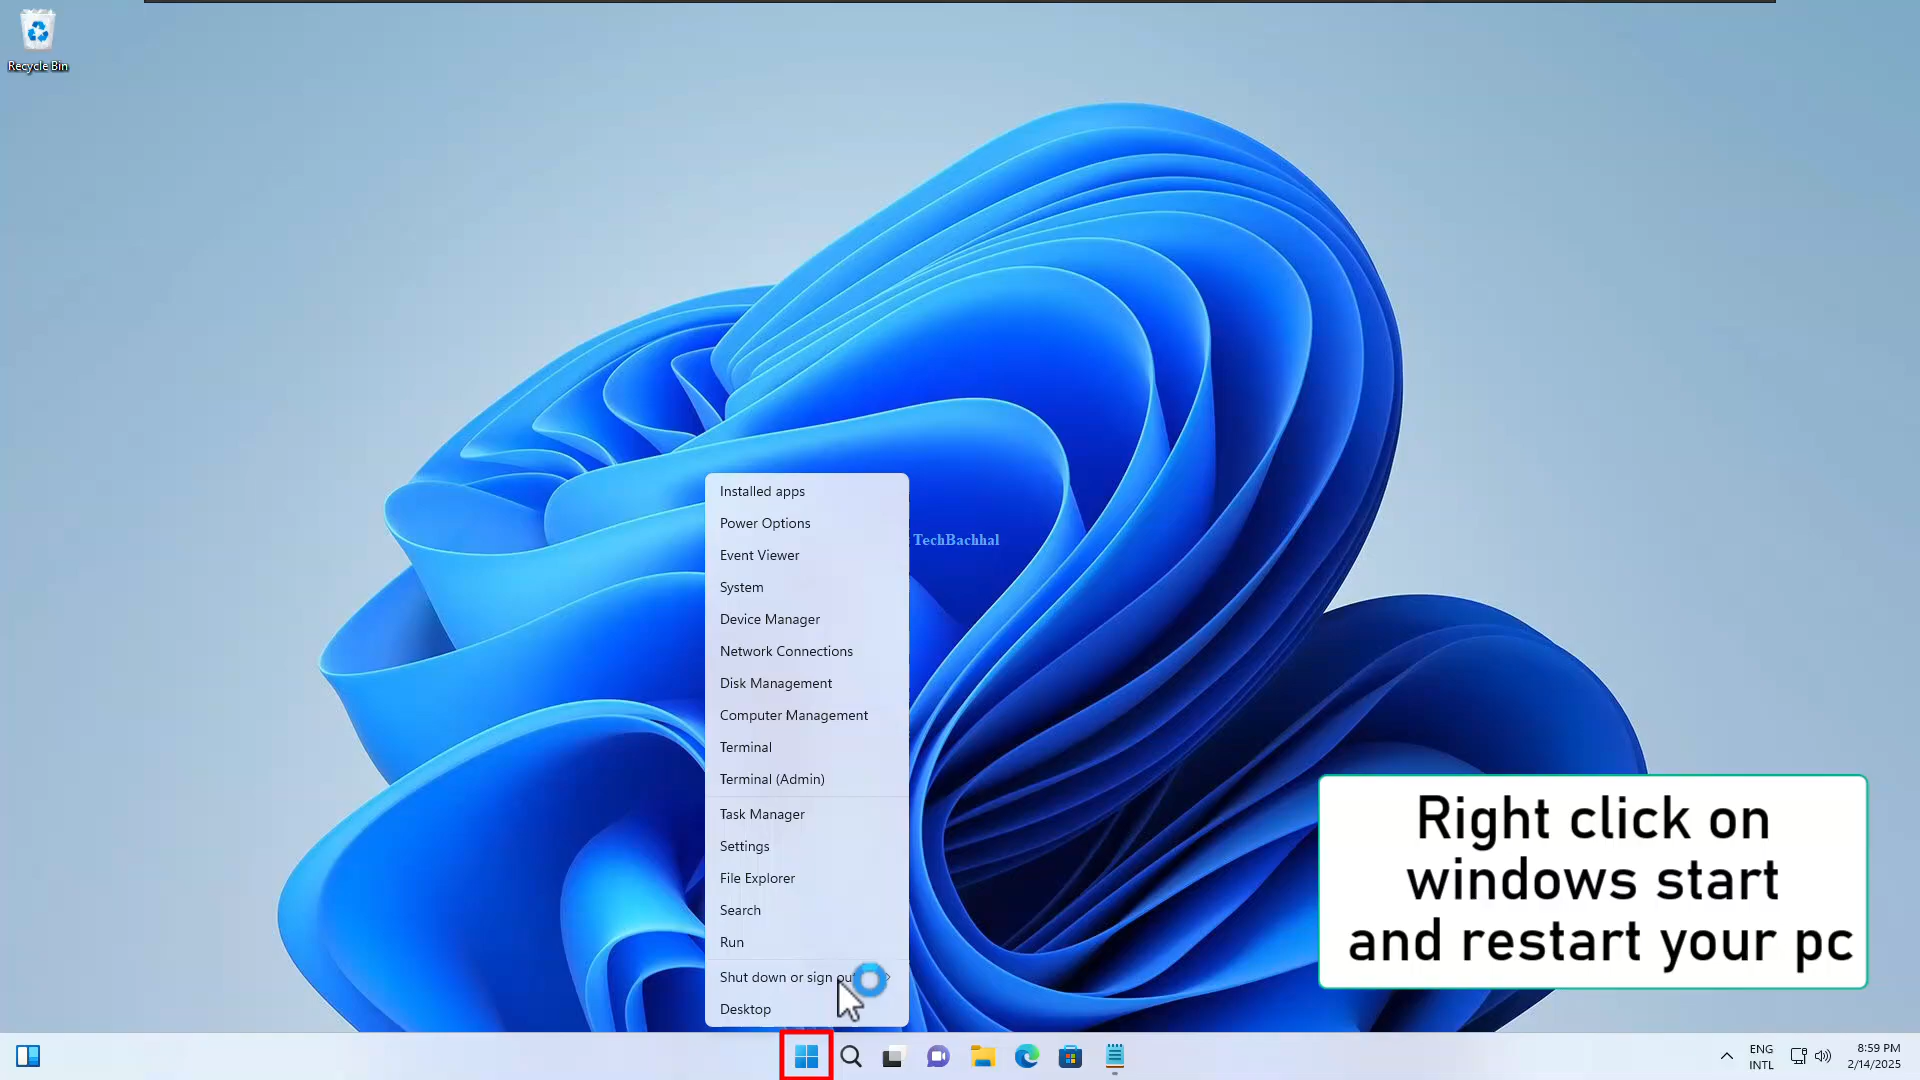 Recycle Bin
Installed apps
Power Options
Event Viewer
TechBachhal
System
Device Manager
Network Connections
Disk Management
Computer Management
Terminal
Terminal (Admin)
Task Manager
Settings
File Explorer
Search
Run
Shut down or sign out
Desktop
Right click on
windows start
and restart your pc
ENG
INTL
8:59 PM
2/14/2025